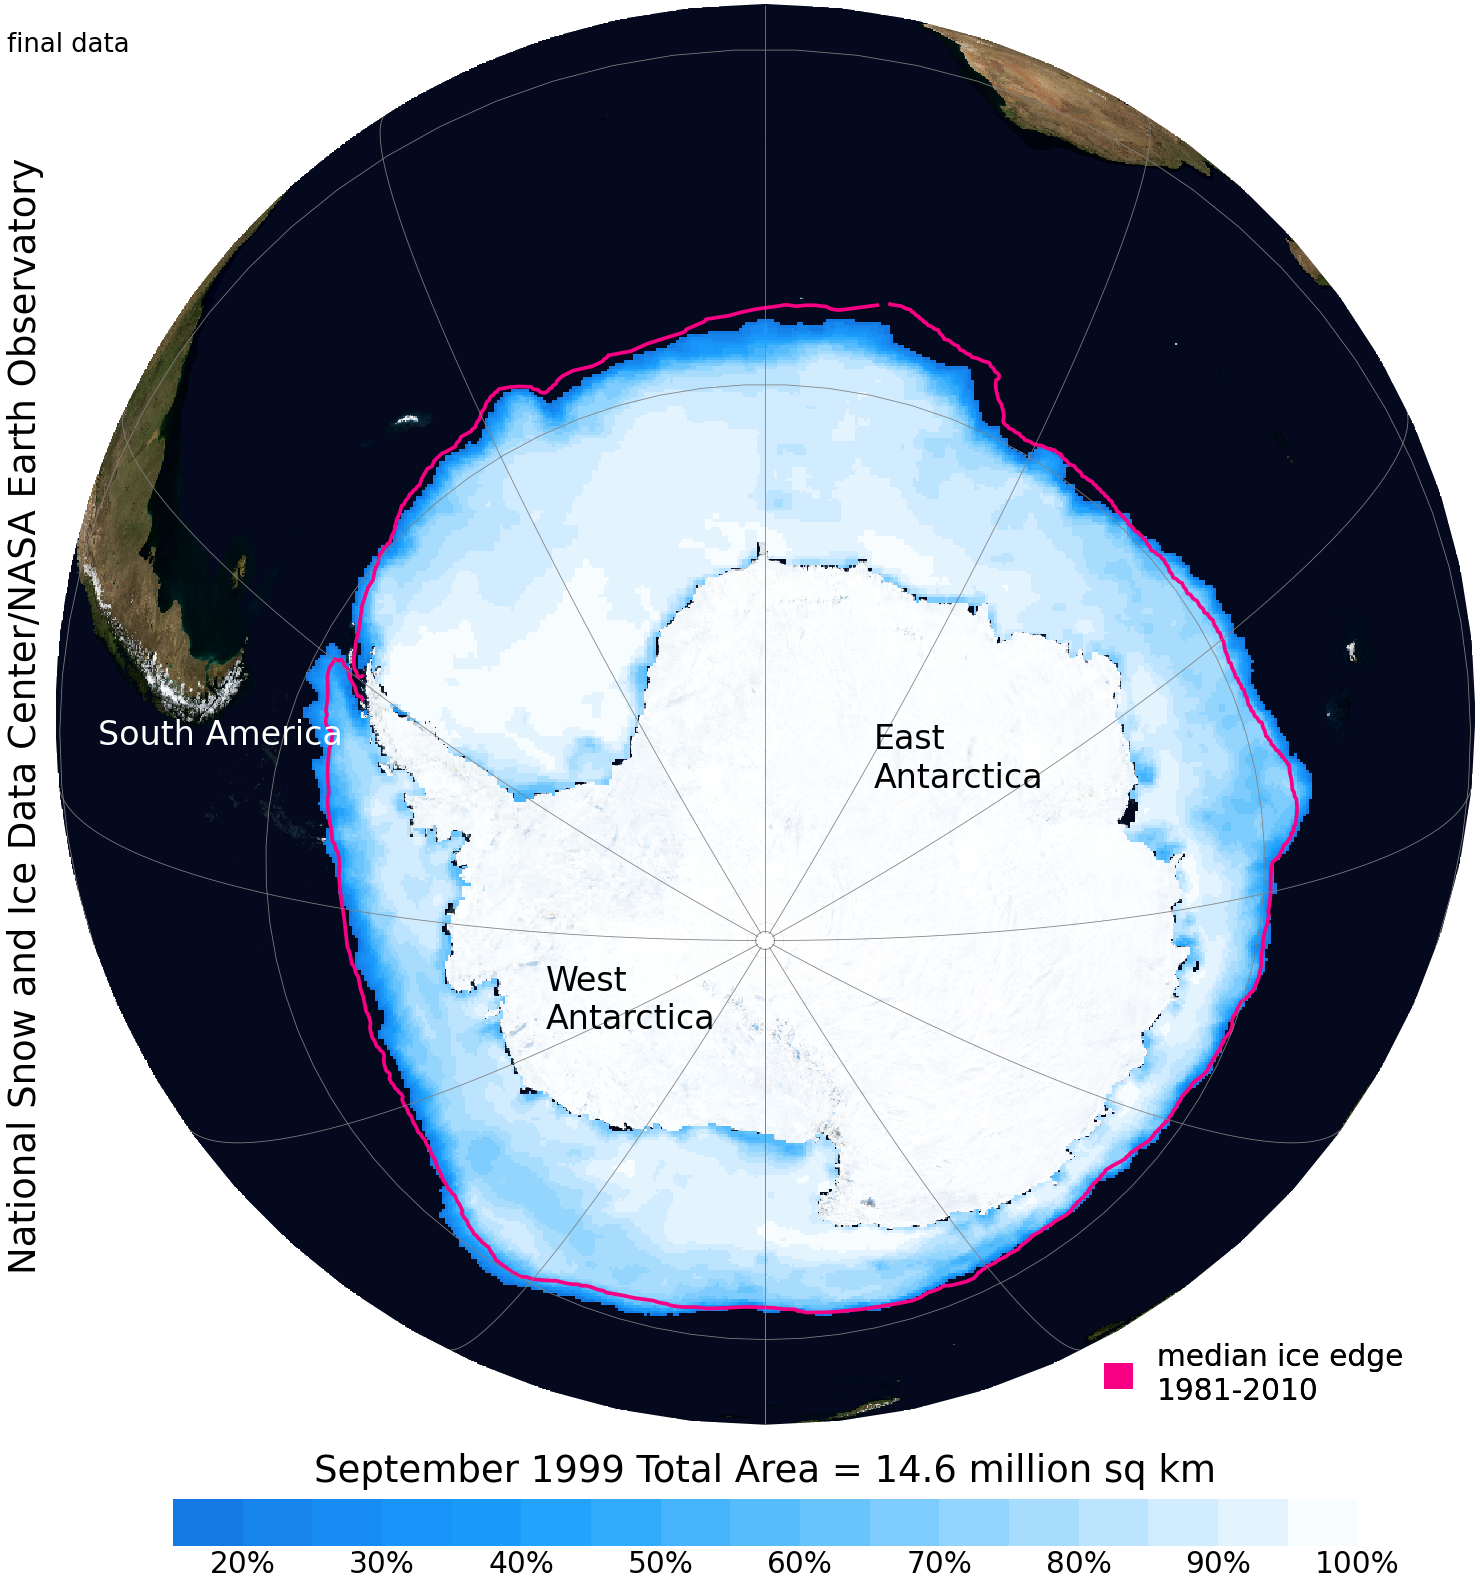 final data
National Snow and Ice Data Center/NASA Earth Observatory
South America
East
Antarctica
West
Antarctica
median ice edge
1981-2010
September 1999 Total Area = 14.6 million sq km
20% 30% 40% 50% 60% 70% 80% 90% 100%